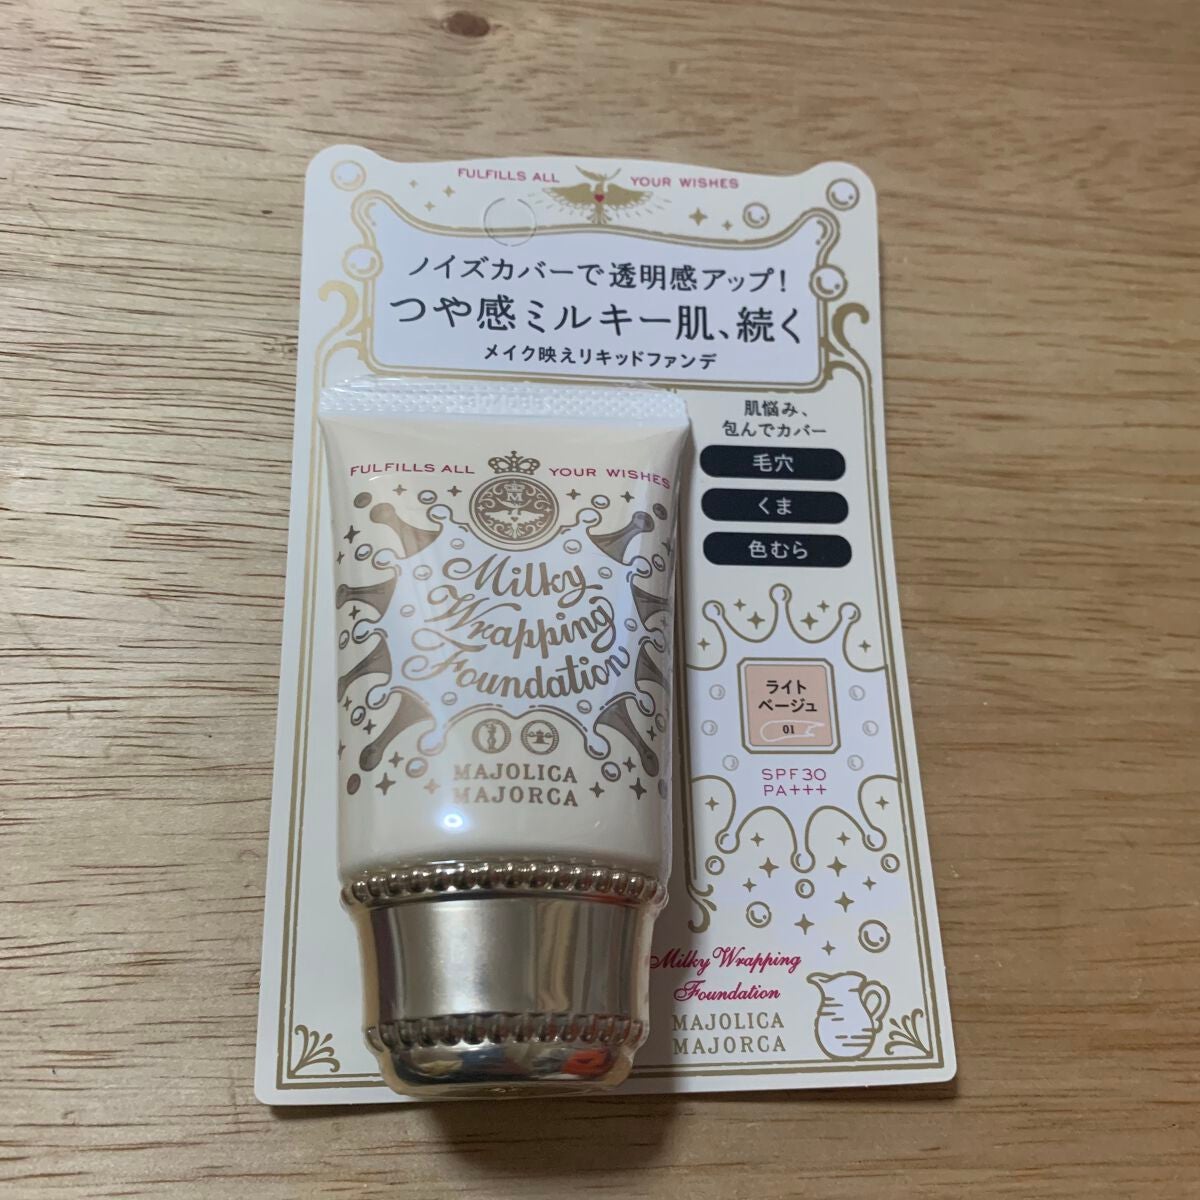 FULFILLS ALL YOUR WISHES
ノイズカバーで透明感アップ!
つや感ミルキー肌、続く
メイク映えリキッドファンデ
肌悩み、
包んでカバー
毛穴
くま
色むら
FULFILLS ALL YOUR WISHES
M
Milky
Wrapping
Foundation
MAJOLICA
MAJORCA
ライト
ベージュ
01
SPF30
PA+++
Milky Wrapping
Foundation
MAJOLICA
MAJORCA